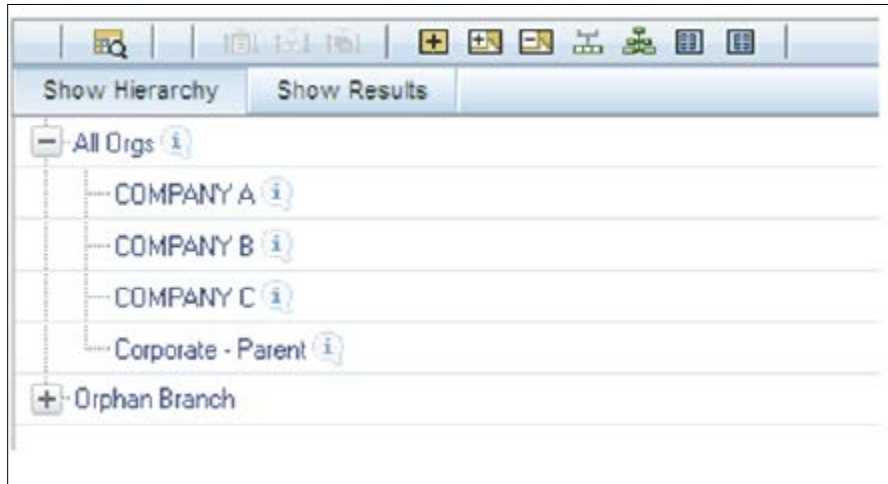 Show Hierarchy Show Results
All Orgs
COMPANY A
COMPANY B
COMPANY C
Corporate - Parent
Orphan Branch